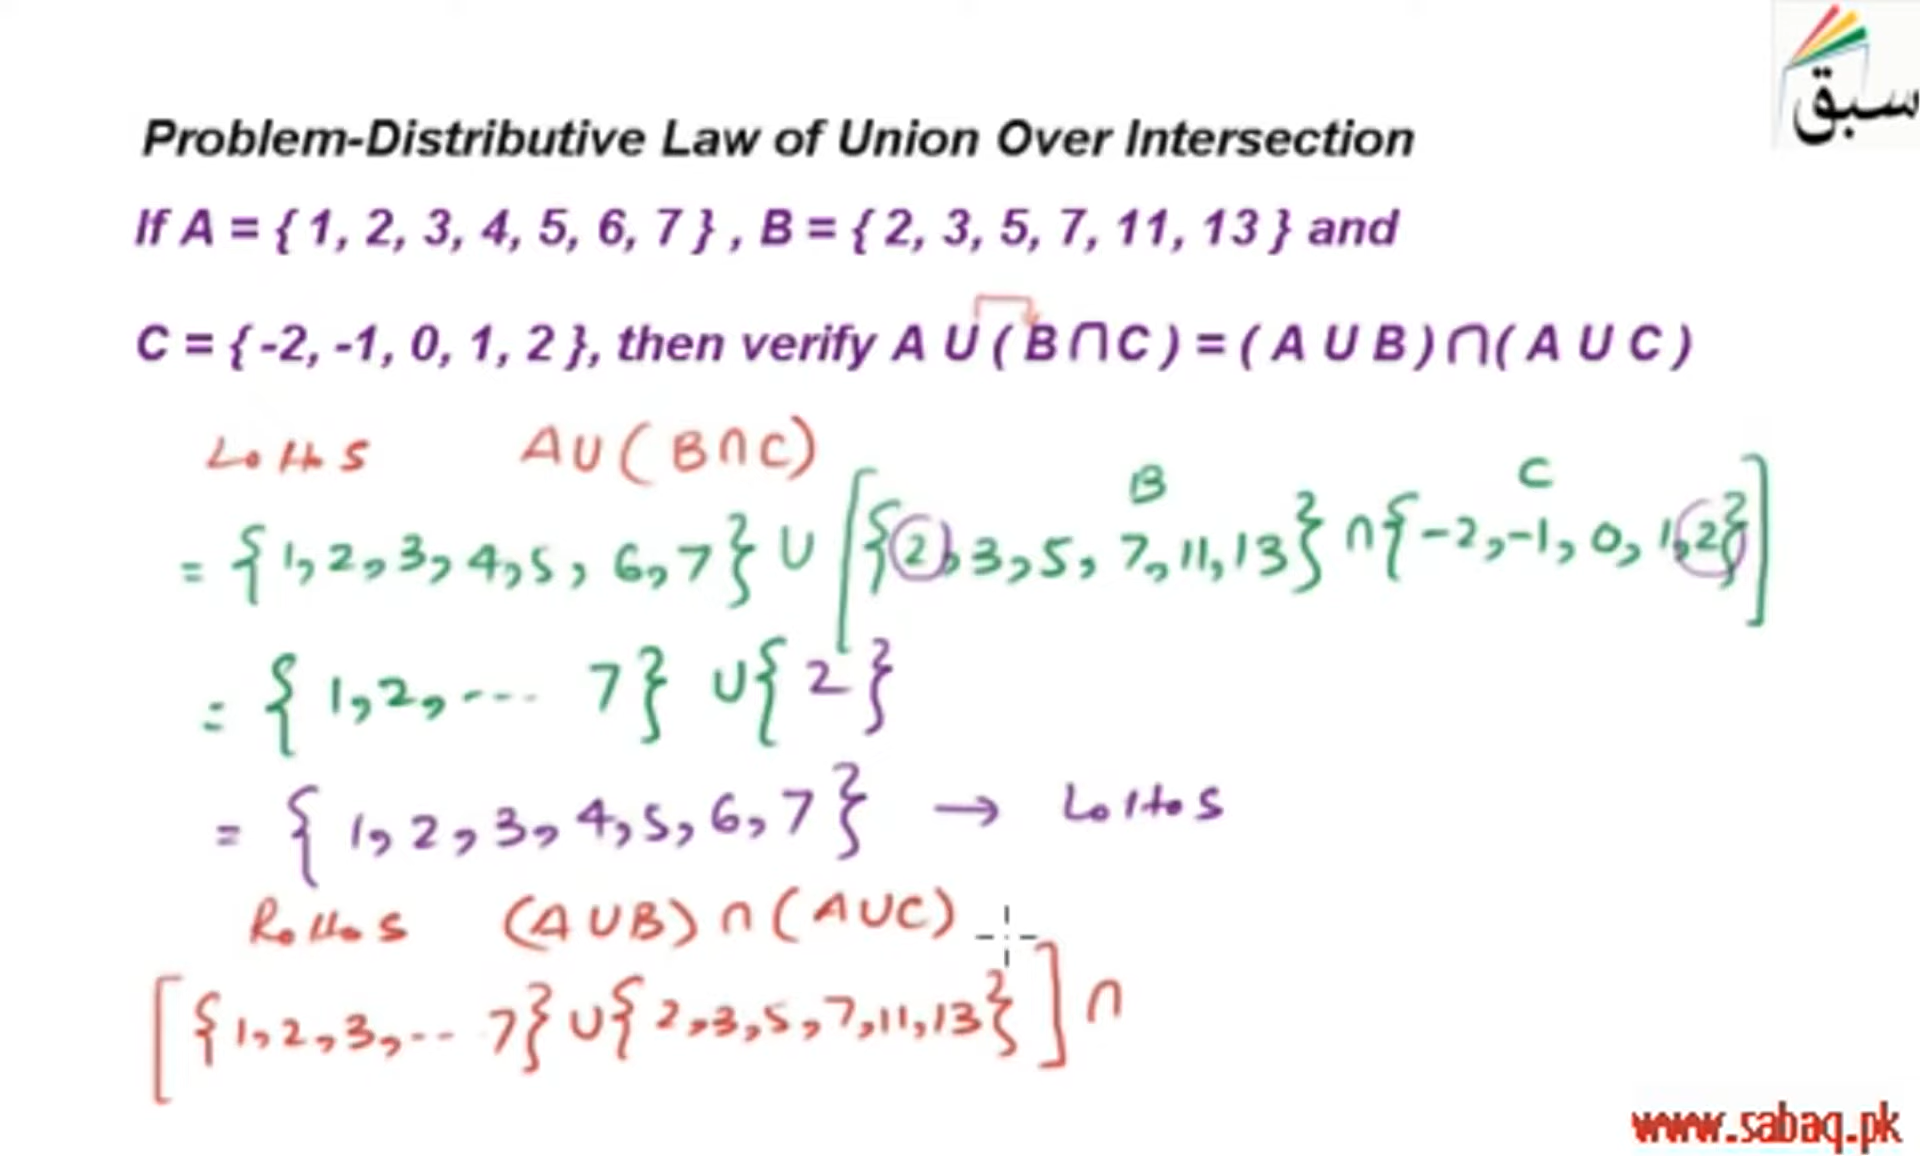 سبق
Problem-Distributive Law of Union Over Intersection
If A = { 1, 2, 3, 4, 5, 6, 7 } , B = { 2, 3, 5, 7, 11, 13 } and
C = { -2, -1, 0, 1, 2 }, then verify A U ( B ∩ C ) = ( A U B ) ∩ ( A U C )
L.H.S A∪(B∩C)
B C
= {1,2,3,4,5,6,7} ∪ [{2,3,5,7,11,13} ∩ {-2,-1,0,1,2}]
= {1,2,---- 7} ∪ {2}
= {1,2,3,4,5,6,7} → L.H.S
R.H.S (A∪B)∩(A∪C)
[{1,2,3,--- 7} ∪ {2,3,5,7,11,13}] ∩
www.sabaq.pk